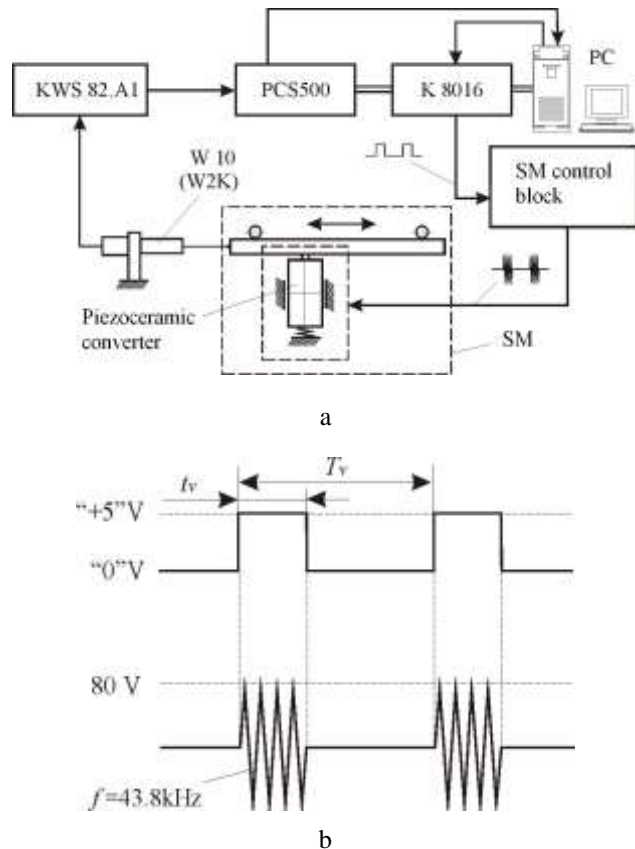 PC
KWS 82.A1
PCS500
K 8016
W 10
(W2K)
SM control
block
Piezoceramic
converter
SM
a
tv
Tv
“+5”V
“0”V
80 V
f=43.8kHz
b